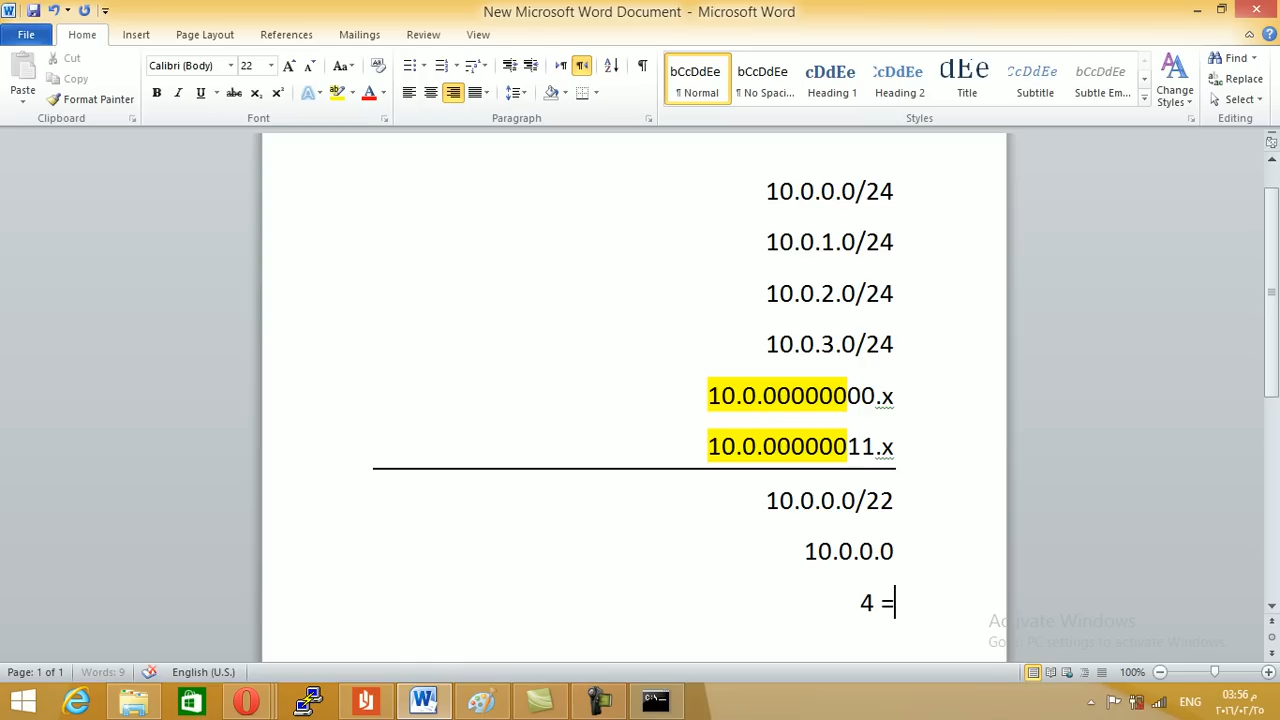 New Microsoft Word Document - Microsoft Word
File Home Insert Page Layout References Mailings Review View
Cut
Copy
Paste
Format Painter
Calibri (Body) 22
bCcDdEe bCcDdEe cDdEe cCdDdEe dEe cCcDdEe bCcDdEe
¶ Normal ¶ No Spaci... Heading 1 Heading 2 Title Subtitle Subtle Em...
Change Styles
Find
Replace
Select
Clipboard Font Paragraph Styles Editing
10.0.0.0/24
10.0.1.0/24
10.0.2.0/24
10.0.3.0/24
10.0.00000000.x
10.0.00000011.x
10.0.0.0/22
10.0.0.0
4 =
Activate Windows
Go to PC settings to activate Windows.
Page: 1 of 1 Words: 9 English (U.S.) 100%
ENG
03:56 م